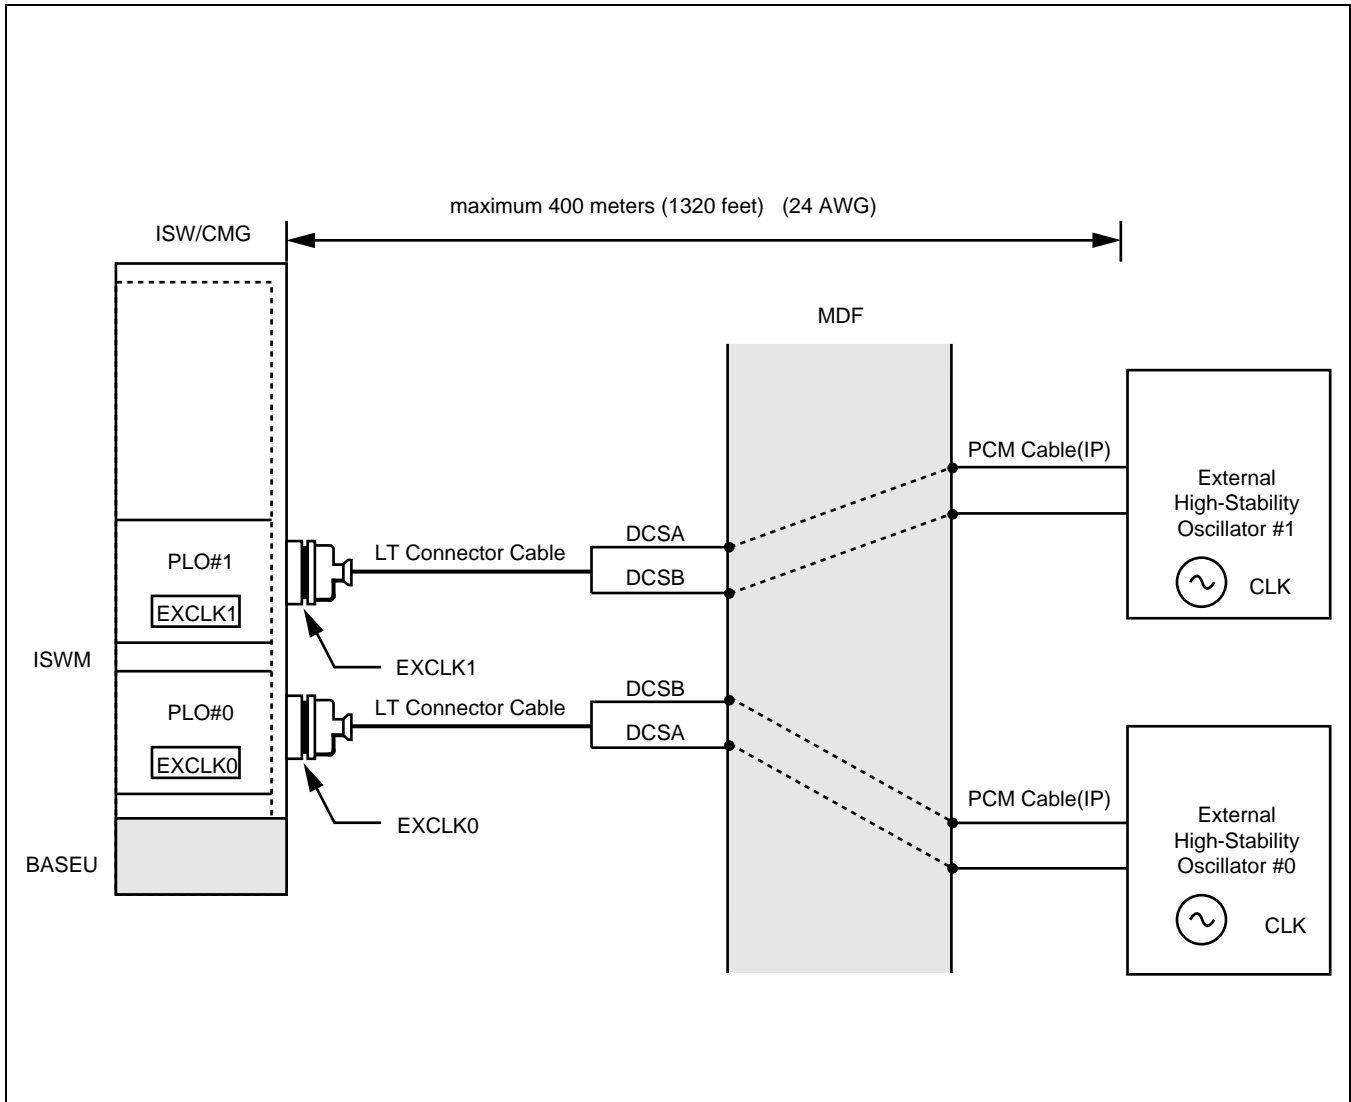 maximum 400 meters (1320 feet) (24 AWG)
ISW/CMG
MDF
PCM Cable(IP)
External
High-Stability
Oscillator #1
CLK
DCSA
LT Connector Cable
DCSB
PLO#1
EXCLK1
EXCLK1
ISWM
DCSB
LT Connector Cable
DCSA
PLO#0
EXCLK0
EXCLK0
PCM Cable(IP)
External
High-Stability
Oscillator #0
CLK
BASEU